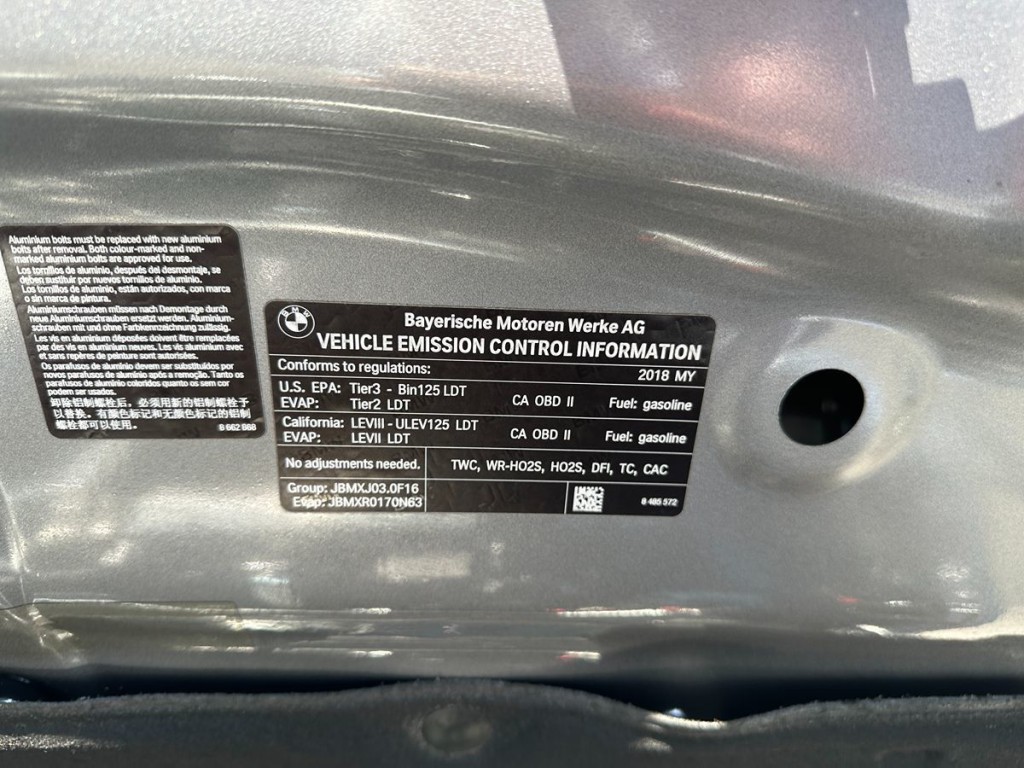 Aluminium bolts must be replaced with new aluminium
bolts after removal. Both colour-marked and non-
marked aluminium bolts are approved for use.
Los tornillos de aluminio, después del desmontaje, se
deben sustituir por nuevos tornillos de aluminio.
Los tornillos de aluminio, están autorizados, con marca
o sin marca de pintura.
Aluminiumschrauben müssen nach Demontage durch
neue Aluminiumschrauben ersetzt werden. Aluminium-
schrauben mit und ohne Farbkennzeichnung zulässig.
Les vis en aluminium déposées doivent être remplacées
par des vis en aluminium neuves. Les vis aluminium avec
et sans repères de peinture sont autorisées.
Os parafusos de alumínio devem ser substituídos por
novos parafusos de alumínio após a remoção. Tanto os
parafusos de alumínio coloridos quanto os sem cor
podem ser usados.
卸除铝制螺栓后,必须用新的铝制螺栓予
以替换。有颜色标记和无颜色标记的铝制
螺栓都可以使用。
8 662 868
BMW
Bayerische Motoren Werke AG
VEHICLE EMISSION CONTROL INFORMATION
Conforms to regulations: 2018 MY
U.S. EPA: Tier3 - Bin125 LDT
EVAP: Tier2 LDT CA OBD II Fuel: gasoline
California: LEVIII - ULEV125 LDT
EVAP: LEVII LDT CA OBD II Fuel: gasoline
No adjustments needed. TWC, WR-HO2S, HO2S, DFI, TC, CAC
Group: JBMXJ03.0F16
Evap: JBMXR0170N63 8 485 572